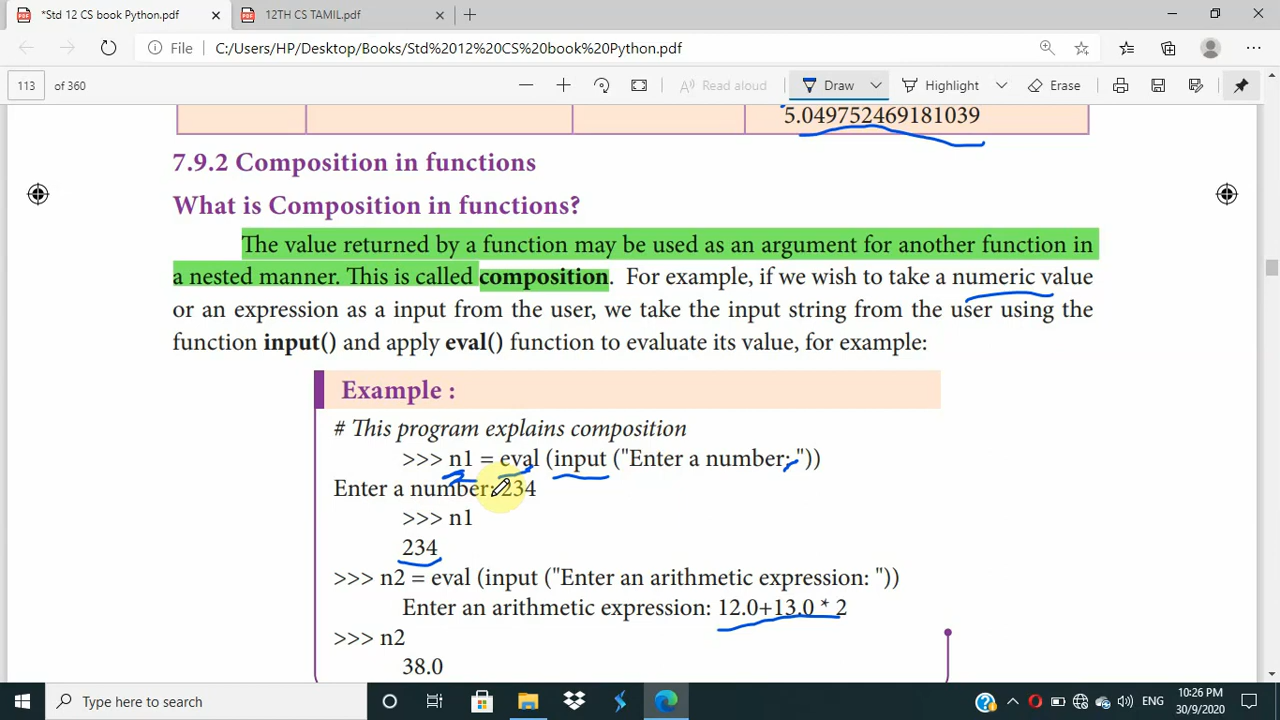 *Std 12 CS book Python.pdf
12TH CS TAMIL.pdf
File C:/Users/HP/Desktop/Books/Std%2012%20CS%20book%20Python.pdf
113 of 360 Read aloud Draw Highlight Erase
5.049752469181039
7.9.2 Composition in functions
What is Composition in functions?
The value returned by a function may be used as an argument for another function in
a nested manner. This is called composition. For example, if we wish to take a numeric value
or an expression as a input from the user, we take the input string from the user using the
function input() and apply eval() function to evaluate its value, for example:
Example :
# This program explains composition
>>> n1 = eval (input ("Enter a number: "))
Enter a number: 234
>>> n1
234
>>> n2 = eval (input ("Enter an arithmetic expression: "))
Enter an arithmetic expression: 12.0+13.0 * 2
>>> n2
38.0
Type here to search
ENG
10:26 PM
30/9/2020